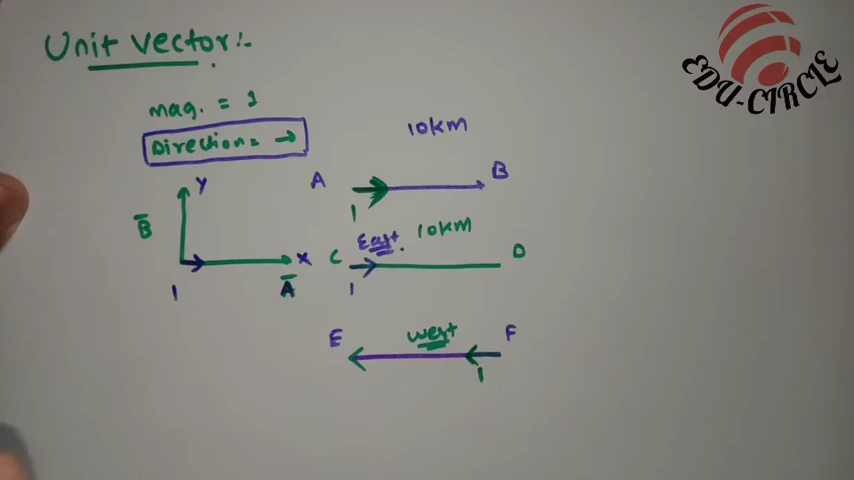 Unit Vector:-
EDU-CIRCLE
mag. = 1
Direction = →
10km
Y
A
B
B̅
1
East.
10km
X
C
D
1
A̅
1
E
west
F
1